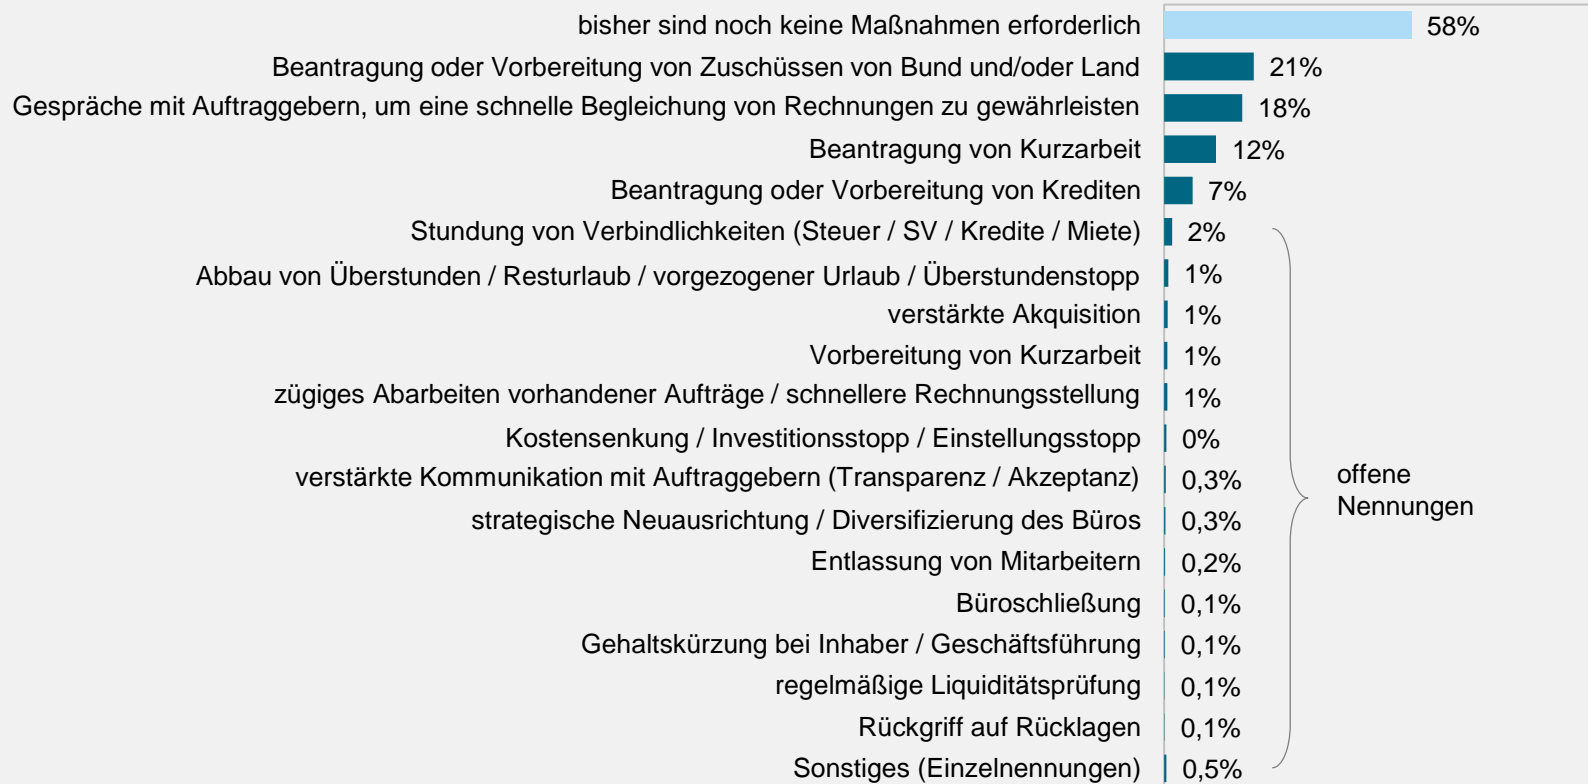 bisher sind noch keine Maßnahmen erforderlich 58%
Beantragung oder Vorbereitung von Zuschüssen von Bund und/oder Land 21%
Gespräche mit Auftraggebern, um eine schnelle Begleichung von Rechnungen zu gewährleisten 18%
Beantragung von Kurzarbeit 12%
Beantragung oder Vorbereitung von Krediten 7%
Stundung von Verbindlichkeiten (Steuer / SV / Kredite / Miete) 2%
Abbau von Überstunden / Resturlaub / vorgezogener Urlaub / Überstundenstopp 1%
verstärkte Akquisition 1%
Vorbereitung von Kurzarbeit 1%
zügiges Abarbeiten vorhandener Aufträge / schnellere Rechnungsstellung 1%
Kostensenkung / Investitionsstopp / Einstellungsstopp 0%
verstärkte Kommunikation mit Auftraggebern (Transparenz / Akzeptanz) 0,3%
strategische Neuausrichtung / Diversifizierung des Büros 0,3%
Entlassung von Mitarbeitern 0,2%
Büroschließung 0,1%
Gehaltskürzung bei Inhaber / Geschäftsführung 0,1%
regelmäßige Liquiditätsprüfung 0,1%
Rückgriff auf Rücklagen 0,1%
Sonstiges (Einzelnennungen) 0,5%
offene
Nennungen